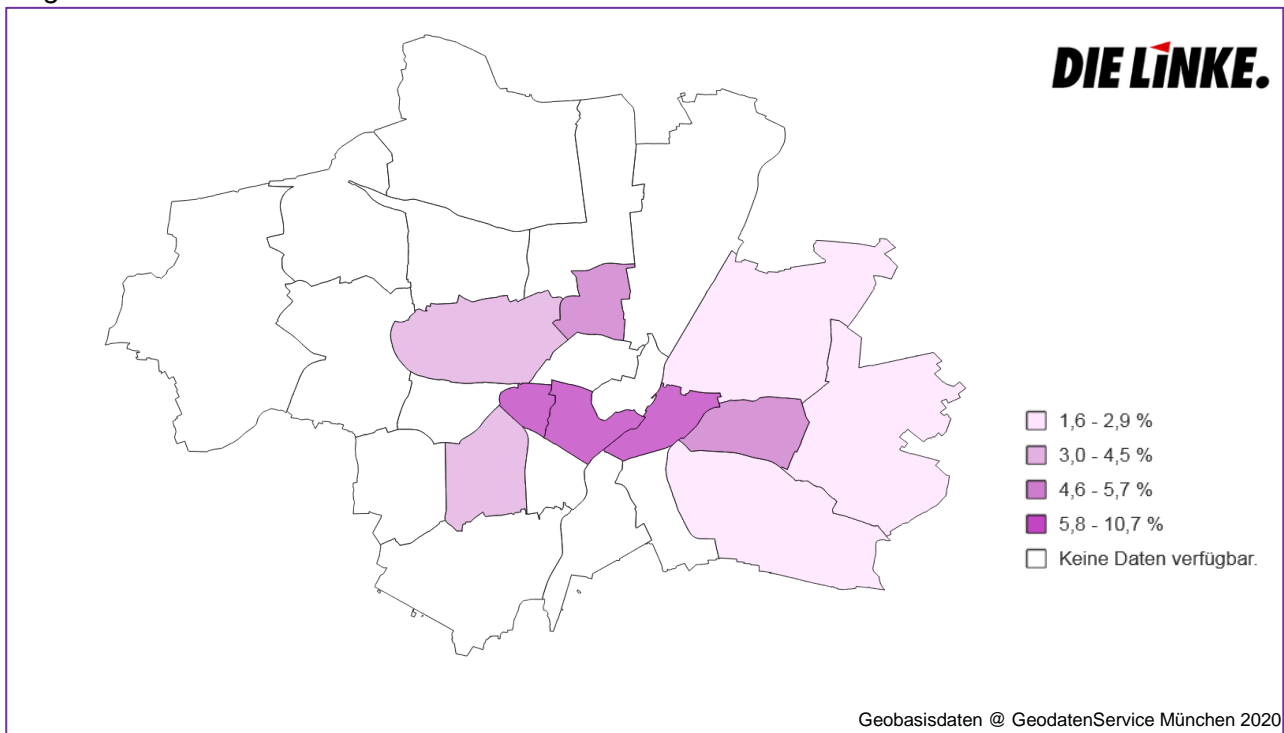 DIE LINKE.
1,6 - 2,9 %
3,0 - 4,5 %
4,6 - 5,7 %
5,8 - 10,7 %
Keine Daten verfügbar.
Geobasisdaten @ GeodatenService München 2020